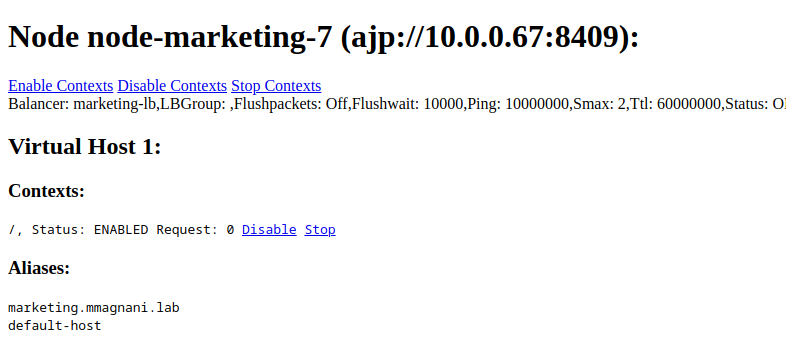 Node node-marketing-7 (ajp://10.0.0.67:8409):
Enable Contexts Disable Contexts Stop Contexts
Balancer: marketing-lb,LBGroup: ,Flushpackets: Off,Flushwait: 10000,Ping: 10000000,Smax: 2,Ttl: 60000000,Status:
Virtual Host 1:
Contexts:
/, Status: ENABLED Request: 0 Disable Stop
Aliases:
marketing.mmagnani.lab
default-host